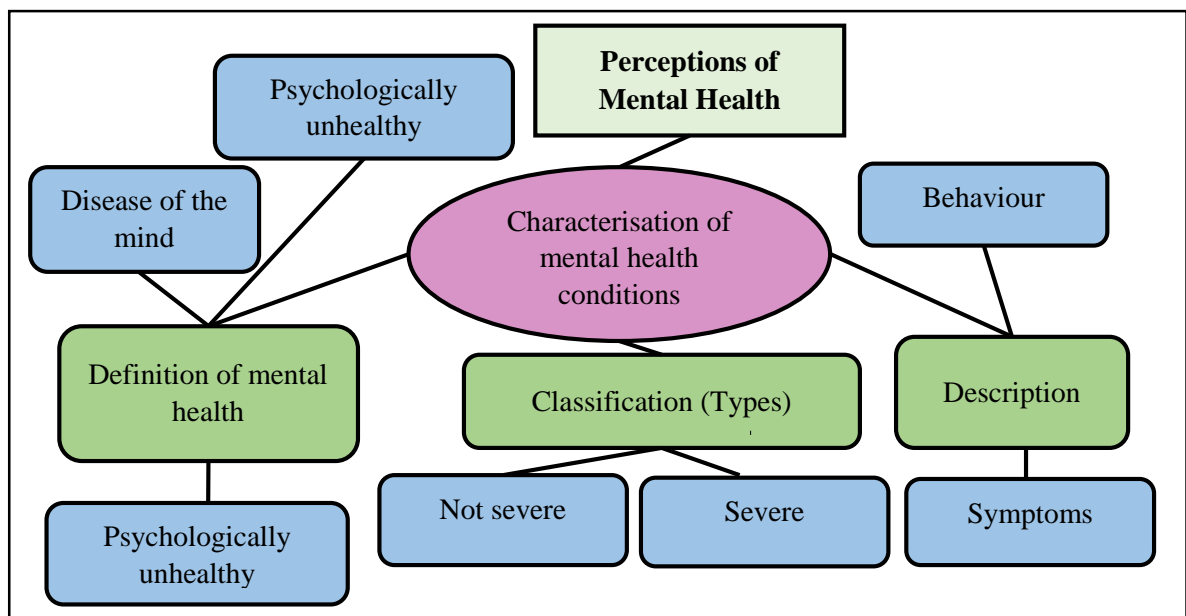 Perceptions of
Mental Health
Psychologically
unhealthy
Disease of the
mind
Behaviour
Characterisation of
mental health
conditions
Definition of mental
health
Classification (Types)
Description
Not severe
Severe
Symptoms
Psychologically
unhealthy